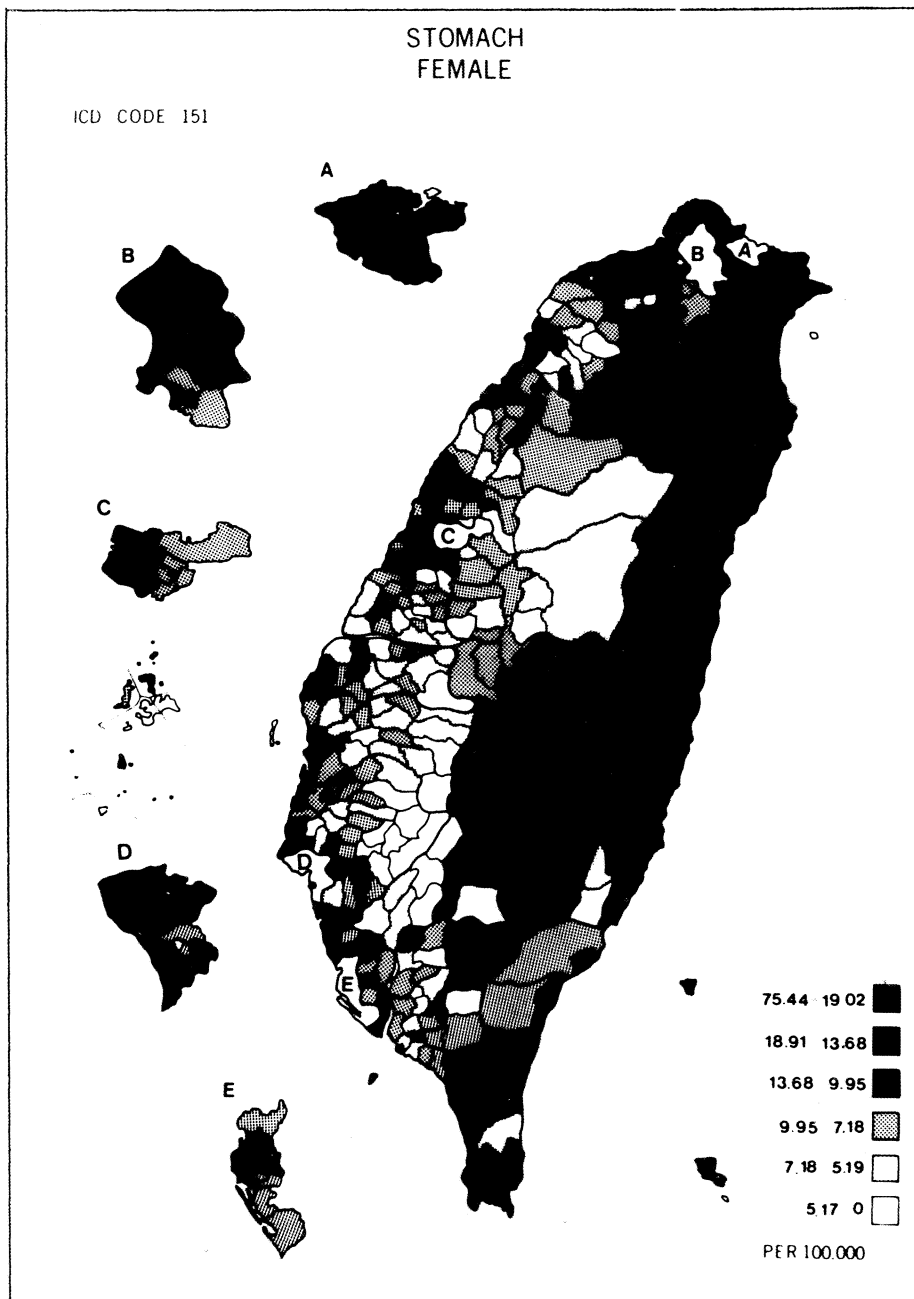 STOMACH
FEMALE
ICD CODE 151
A
B
B A
C
C
D
D
E
E
75.44 19 02
18.91 13.68
13.68 9.95
9.95 7.18
7.18 5.19
5.17 0
PER 100.000